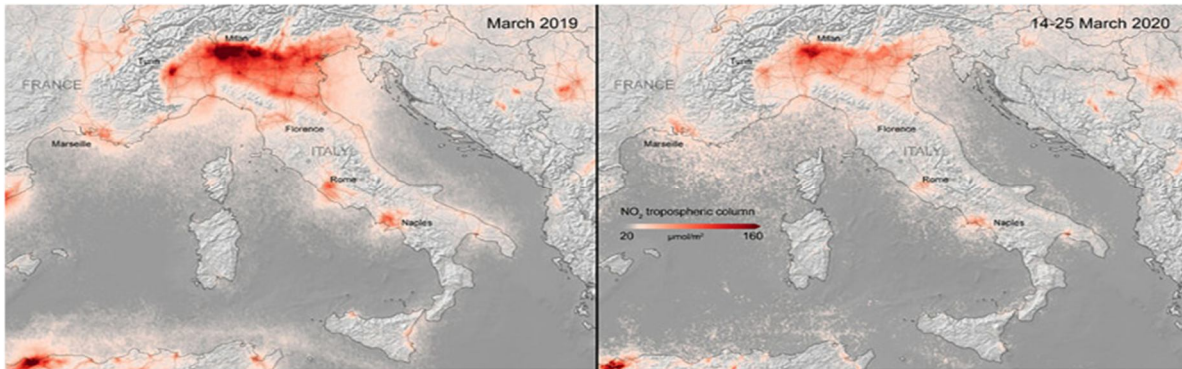 March 2019
Milan
Turin
FRANCE
Marseille
Florence
ITALY
Rome
Naples
14-25 March 2020
Milan
Turin
FRANCE
Marseille
Florence
ITALY
Rome
Naples
NO₂ tropospheric column
20 µmol/m² 160